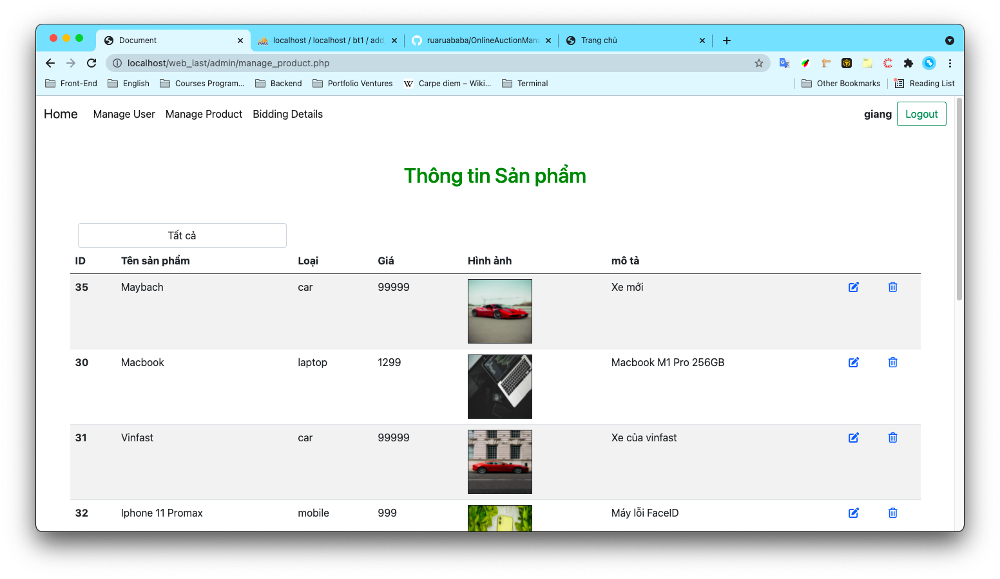 Document
localhost / localhost / bt1 / add
ruaruababa/OnlineAuctionMana
Trang chủ
localhost/web_last/admin/manage_product.php
Front-End
English
Courses Program...
Backend
Portfolio Ventures
W Carpe diem – Wiki...
Terminal
Other Bookmarks
Reading List
Home
Manage User
Manage Product
Bidding Details
giang
Logout
Thông tin Sản phẩm
Tất cả
ID Tên sản phẩm Loại Giá Hình ảnh mô tả
35 Maybach car 99999 Xe mới
30 Macbook laptop 1299 Macbook M1 Pro 256GB
31 Vinfast car 99999 Xe của vinfast
32 Iphone 11 Promax mobile 999 Máy lỗi FaceID